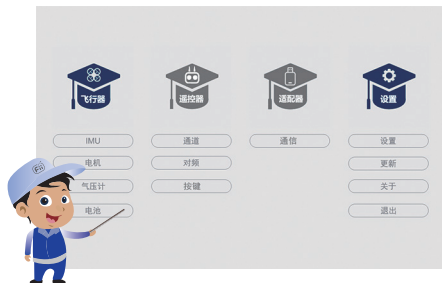 飞行器 遥控器 适配器 设置
IMU 通道 通信 设置
电机 对频 更新
气压计 按键 关于
电池 退出